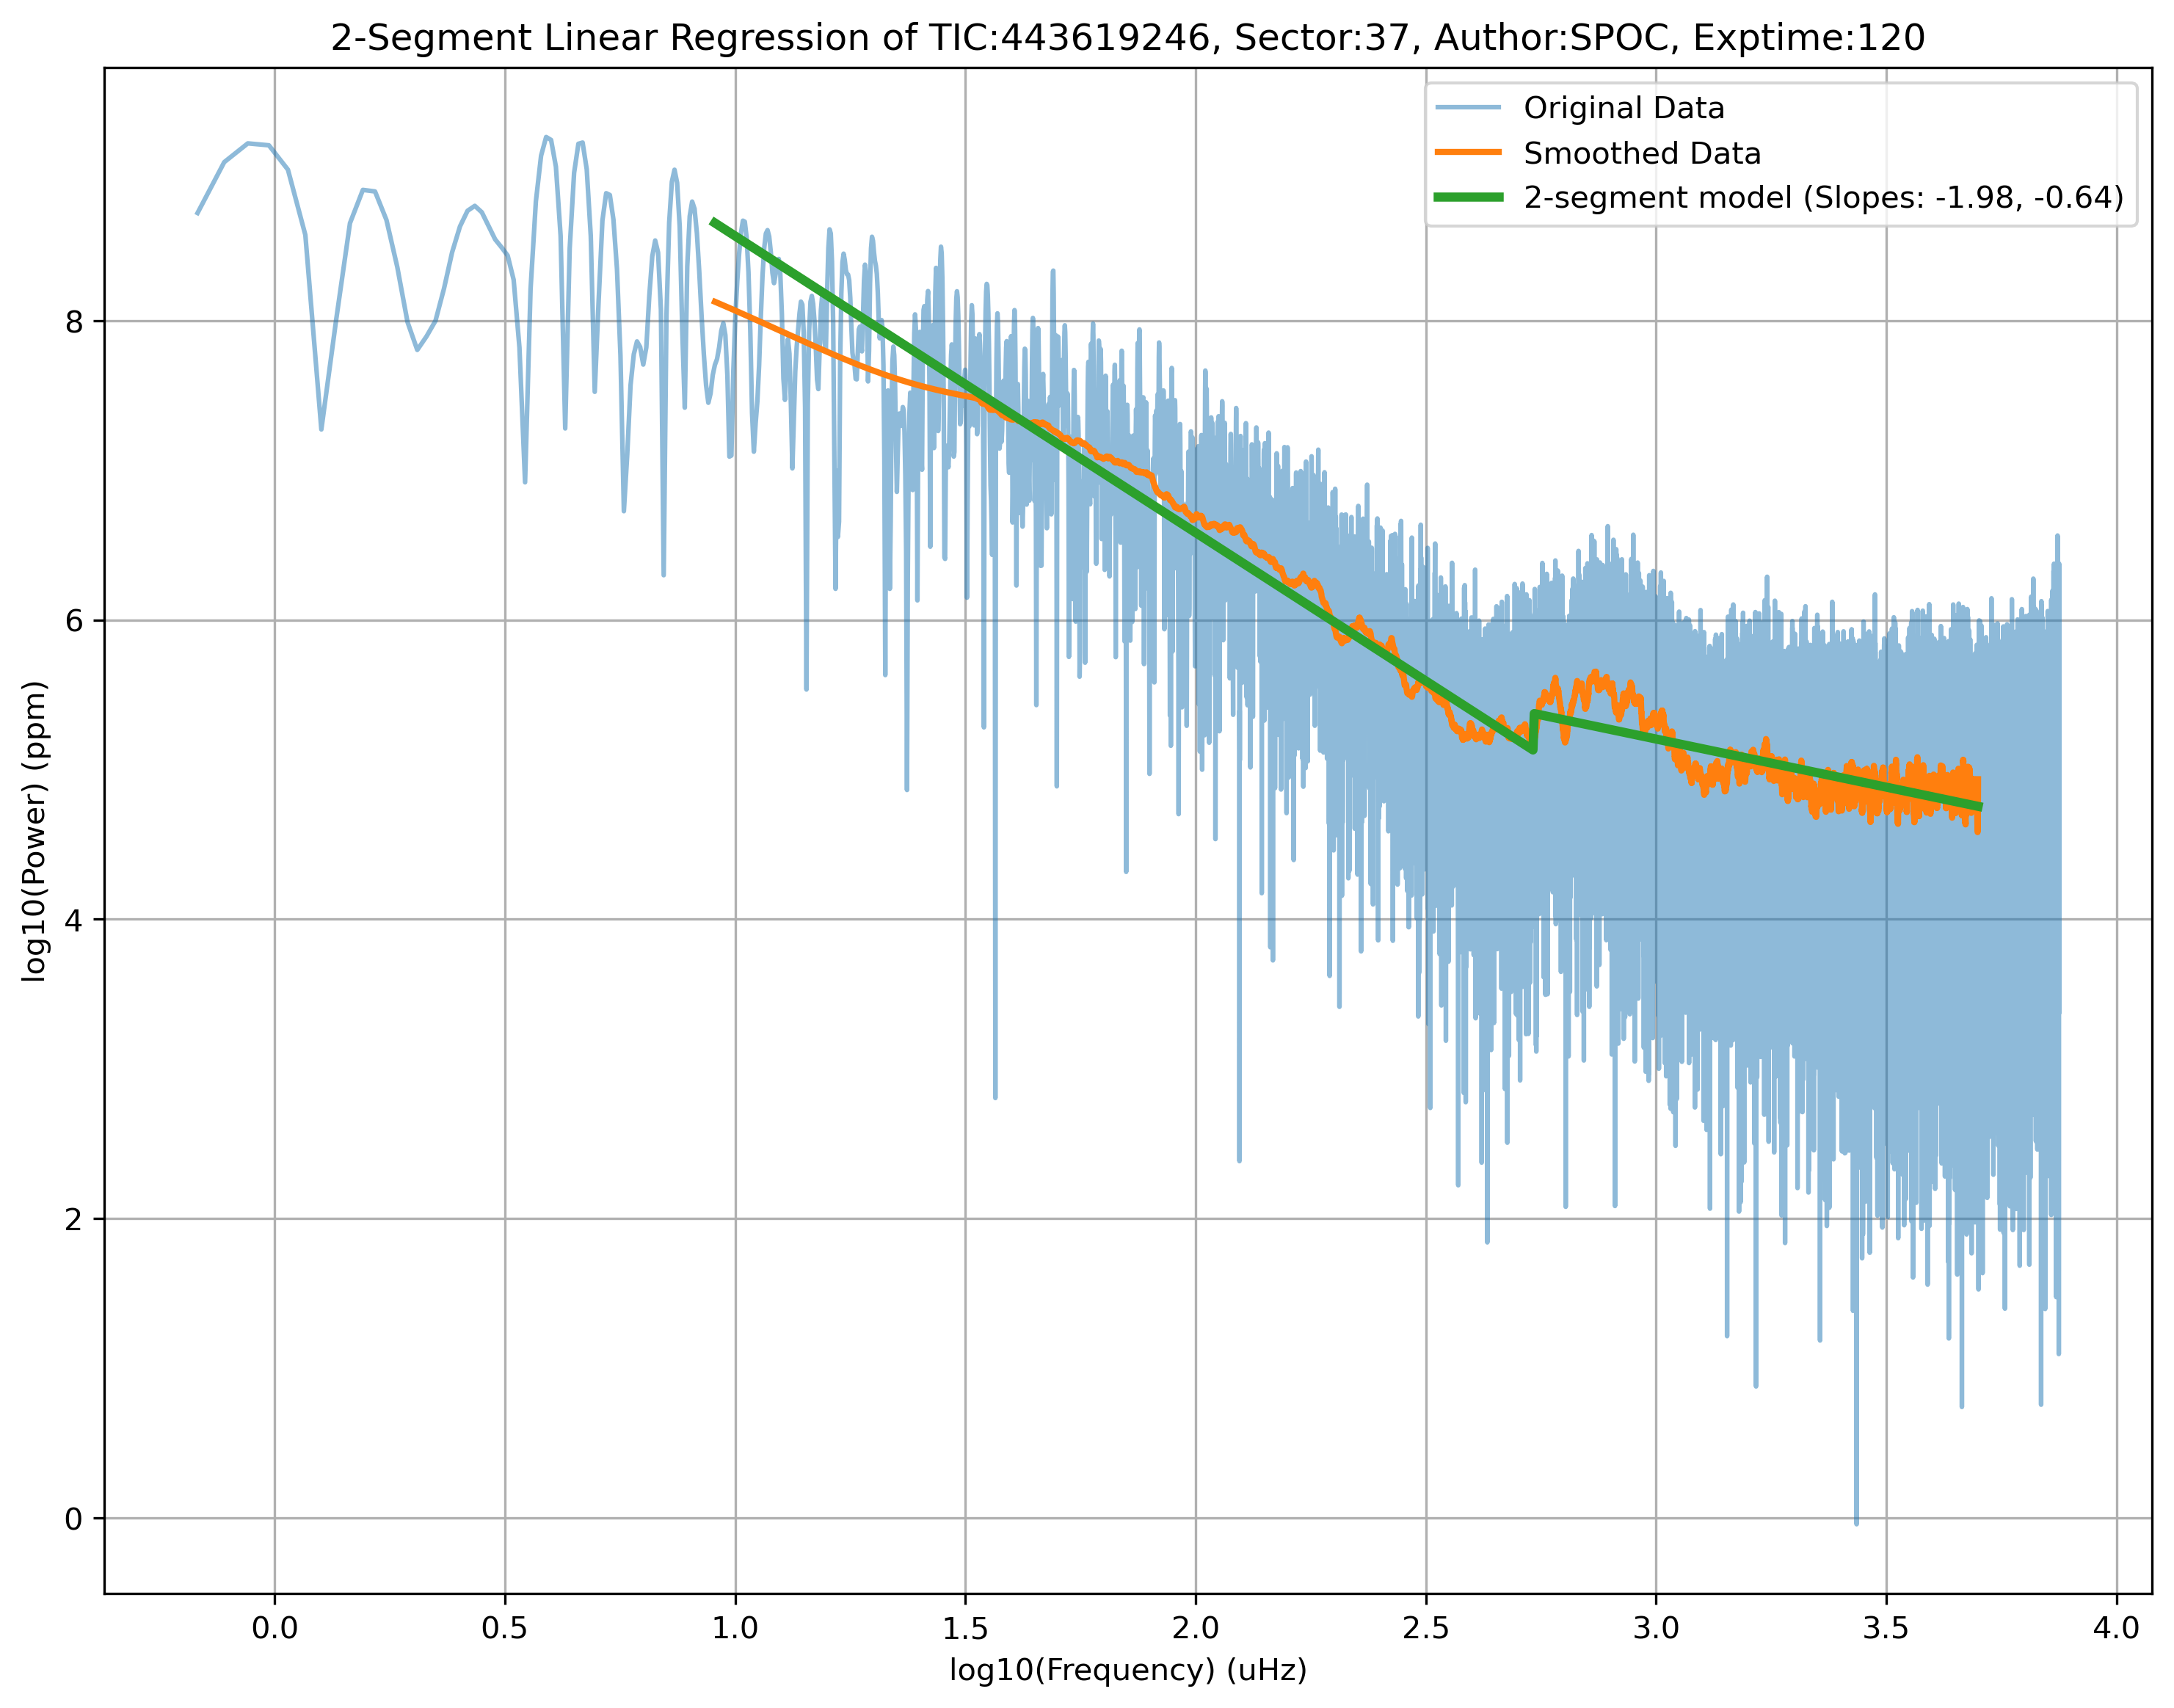 2-Segment Linear Regression of TIC:443619246, Sector:37, Author:SPOC, Exptime:120
Original Data
Smoothed Data
2-segment model (Slopes: -1.98, -0.64)
log10(Power) (ppm)
8
6
4
2
0
0.0 0.5 1.0 1.5 2.0 2.5 3.0 3.5 4.0
log10(Frequency) (uHz)